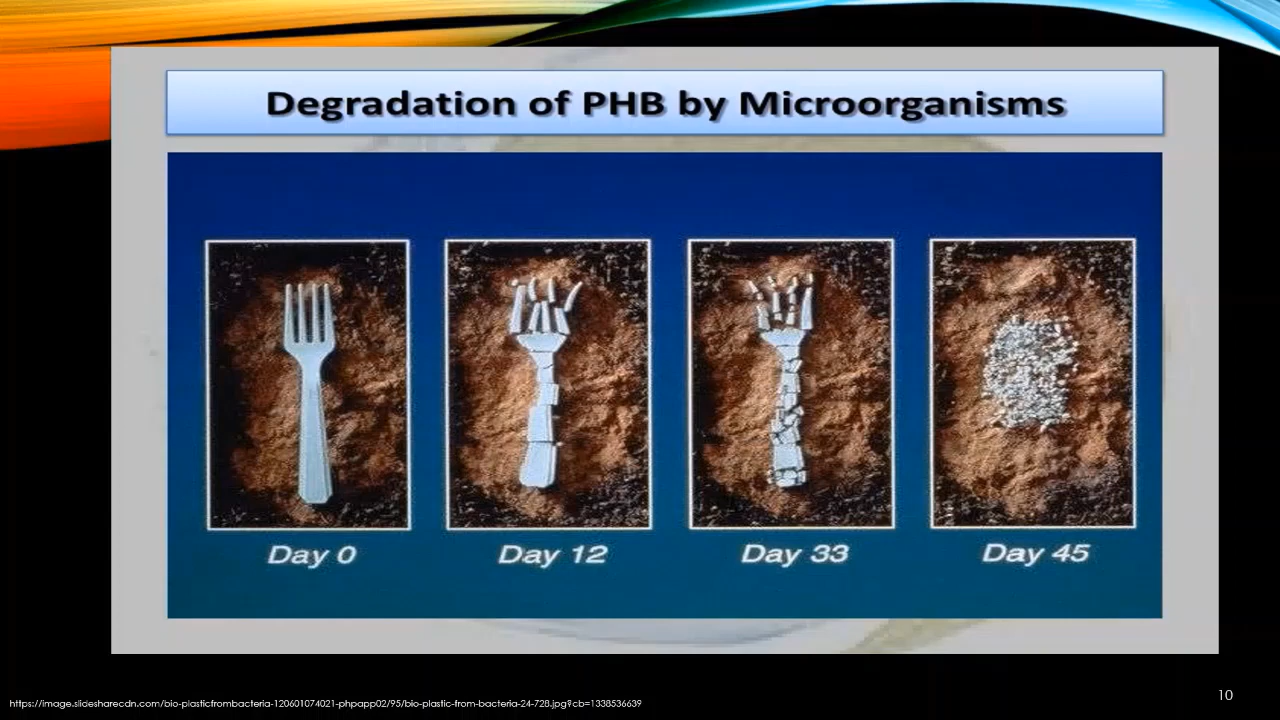 Degradation of PHB by Microorganisms
Day 0
Day 12
Day 33
Day 45
10
https://image.slidesharecdn.com/bio-plasticfrombacteria-120601074021-phpapp02/95/bio-plastic-from-bacteria-24-728.jpg?cb=1338536639